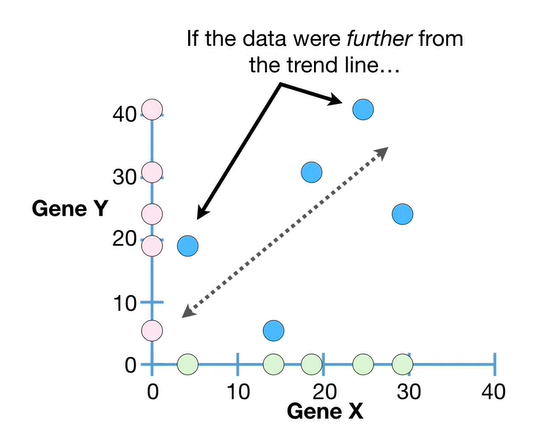 If the data were further from
the trend line...
40
30
Gene Y
20
10
0
0 10 20 30 40
Gene X